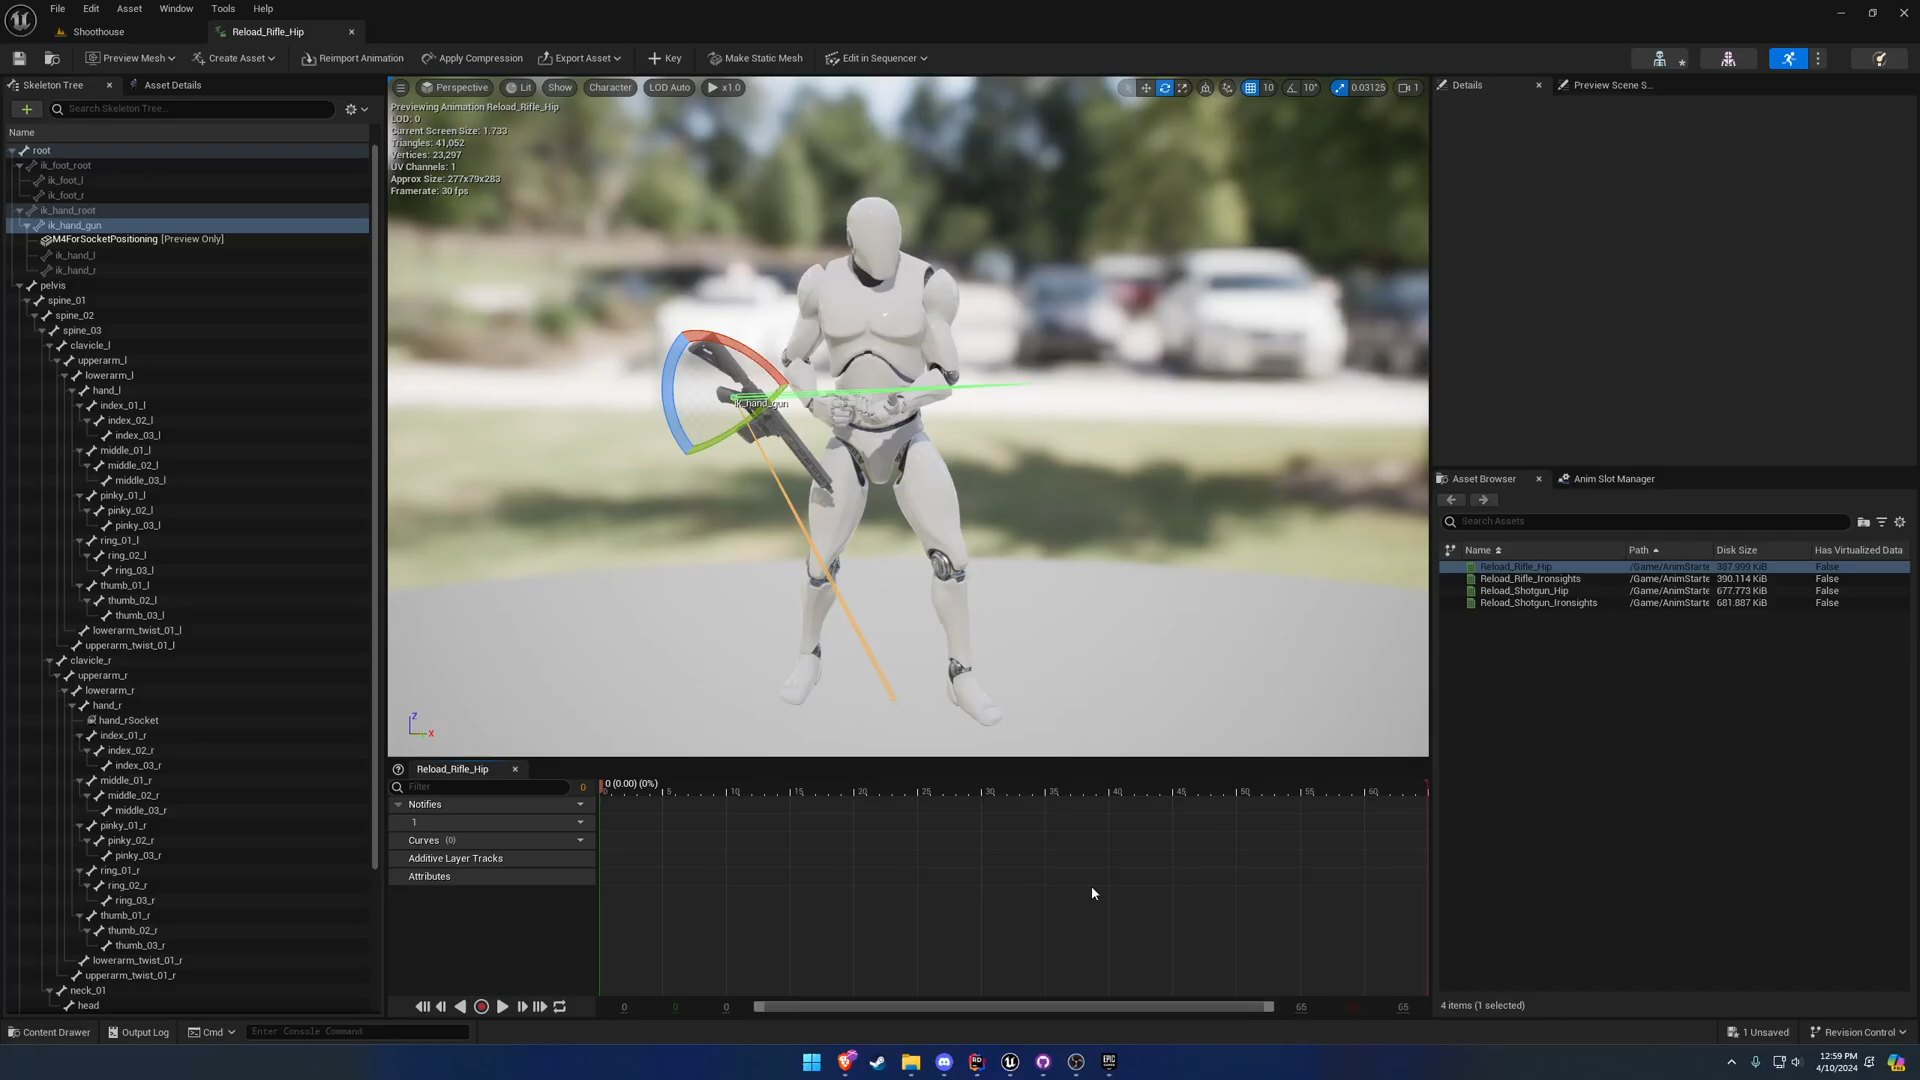 File Edit Asset Window Tools Help
Shoothouse
Reload_Rifle_Hip
Preview Mesh
Create Asset
Reimport Animation
Apply Compression
Export Asset
Key
Make Static Mesh
Edit in Sequencer
Skeleton Tree
Asset Details
Search Skeleton Tree...
Name
root
ik_foot_root
ik_foot_l
ik_foot_r
ik_hand_root
ik_hand_gun
M4ForSocketPositioning [Preview Only]
ik_hand_l
ik_hand_r
pelvis
spine_01
spine_02
spine_03
clavicle_l
upperarm_l
lowerarm_l
hand_l
index_01_l
index_02_l
index_03_l
middle_01_l
middle_02_l
middle_03_l
pinky_01_l
pinky_02_l
pinky_03_l
ring_01_l
ring_02_l
ring_03_l
thumb_01_l
thumb_02_l
thumb_03_l
lowerarm_twist_01_l
upperarm_twist_01_l
clavicle_r
upperarm_r
lowerarm_r
hand_r
hand_rSocket
index_01_r
index_02_r
index_03_r
middle_01_r
middle_02_r
middle_03_r
pinky_01_r
pinky_02_r
pinky_03_r
ring_01_r
ring_02_r
ring_03_r
thumb_01_r
thumb_02_r
thumb_03_r
lowerarm_twist_01_r
upperarm_twist_01_r
neck_01
head
Perspective Lit Show Character LOD Auto x1.0
10 10° 0.03125 1
Previewing Animation Reload_Rifle_Hip
LOD: 0
Current Screen Size: 1.733
Triangles: 41,052
Vertices: 23,297
UV Channels: 1
Approx Size: 277x79x283
Framerate: 30 fps
ik_hand_gun
Z
X
Reload_Rifle_Hip
Filter
0
0 (0.00) (0%)
0 5 10 15 20 25 30 35 40 45 50 55 60
Notifies
1
Curves (0)
Additive Layer Tracks
Attributes
0 0 0 65 65
Details
Preview Scene S...
Asset Browser
Anim Slot Manager
Search Assets
Name Path Disk Size Has Virtualized Data
Reload_Rifle_Hip /Game/AnimStarte 387.999 KiB False
Reload_Rifle_Ironsights /Game/AnimStarte 390.114 KiB False
Reload_Shotgun_Hip /Game/AnimStarte 677.773 KiB False
Reload_Shotgun_Ironsights /Game/AnimStarte 681.887 KiB False
4 items (1 selected)
Content Drawer
Output Log
Cmd
Enter Console Command
1 Unsaved
Revision Control
12:59 PM
4/10/2024